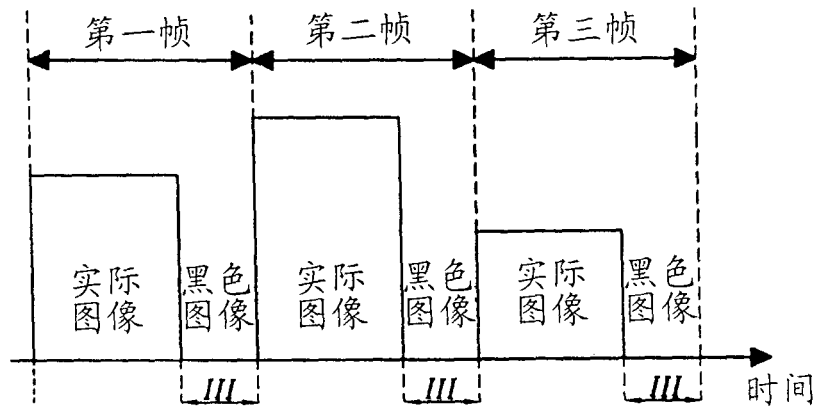 第一帧 第二帧 第三帧
实际 黑色 实际 黑色 实际 黑色
图像 图像 图像 图像 图像 图像
III III III 时间